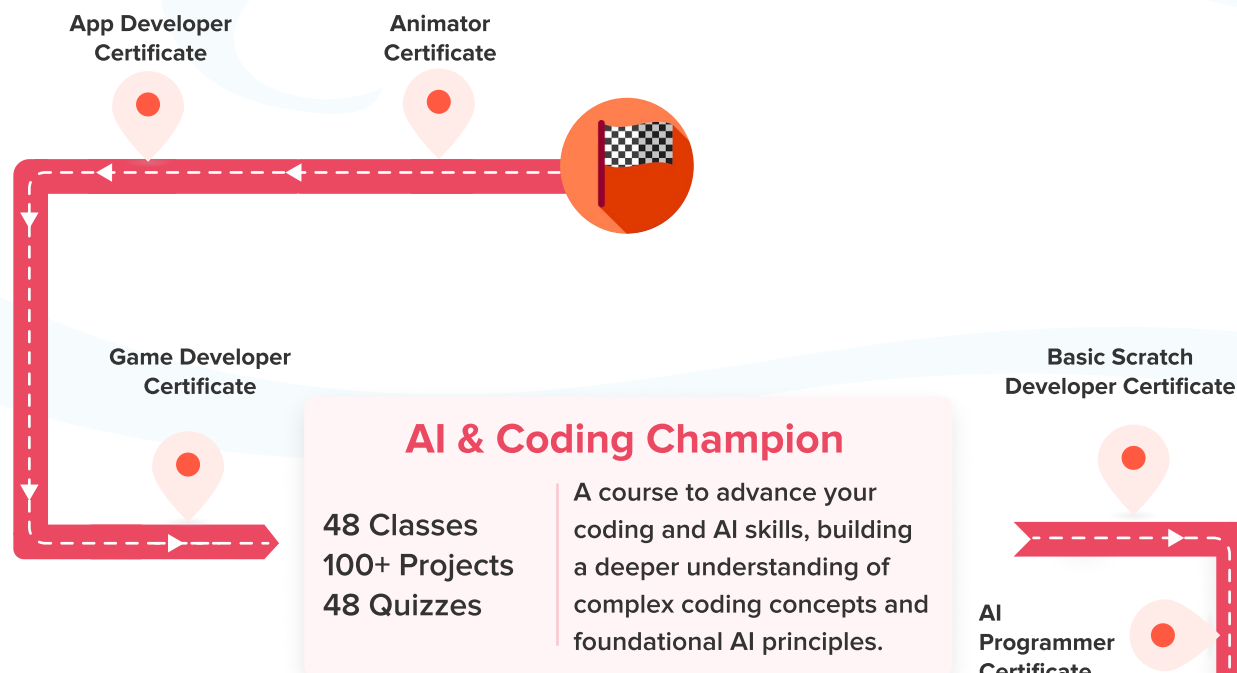 App Developer
Certificate
Animator
Certificate
Game Developer
Certificate
Basic Scratch
Developer Certificate
AI & Coding Champion
48 Classes
100+ Projects
48 Quizzes
A course to advance your
coding and AI skills, building
a deeper understanding of
complex coding concepts and
foundational AI principles.
AI
Programmer
Certificate